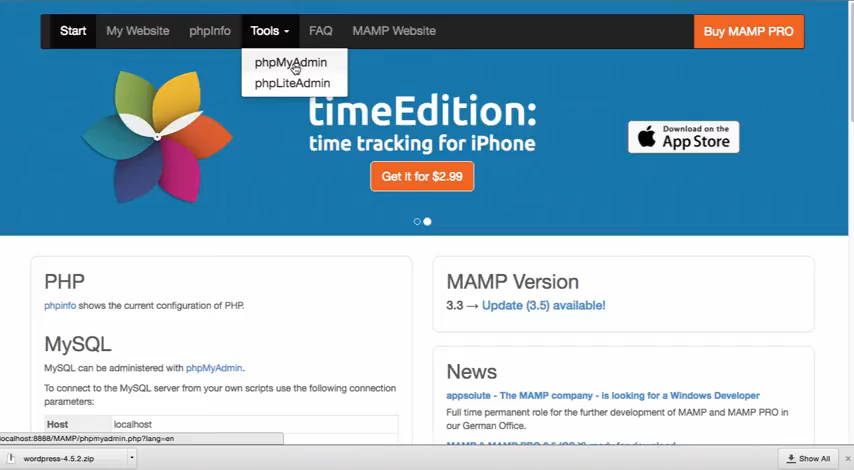 Start My Website phpInfo Tools FAQ MAMP Website Buy MAMP PRO
phpMyAdmin
phpLiteAdmin
timeEdition:
time tracking for iPhone
Get it for $2.99
Download on the
App Store
PHP
phpinfo shows the current configuration of PHP.
MySQL
MySQL can be administered with phpMyAdmin.
To connect to the MySQL server from your own scripts use the following connection
parameters:
Host localhost
MAMP Version
3.3 → Update (3.5) available!
News
appsolute - The MAMP company - is looking for a Windows Developer
Full time permanent role for the further development of MAMP and MAMP PRO in
our German Office.
localhost:8888/MAMP/phpmyadmin.php?lang=en
wordpress-4.5.2.zip
Show All